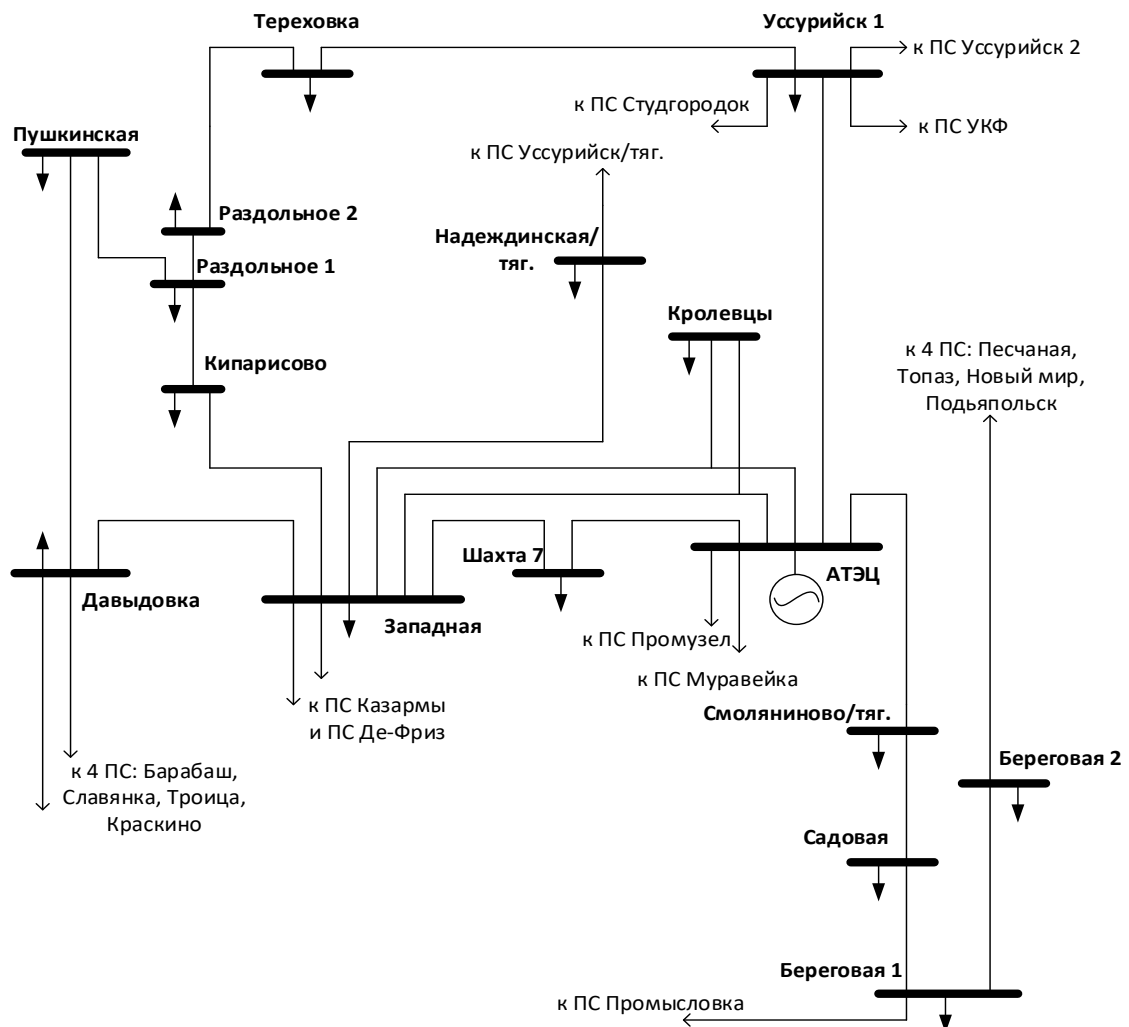 Тереховка
Уссурийск 1
к ПС Уссурийск 2
к ПС Студгородок
Пушкинская
к ПС УКФ
к ПС Уссурийск/тяг.
Раздольное 2
Надеждинская/
тяг.
Раздольное 1
Кролевцы
Кипарисово
к 4 ПС: Песчаная,
Топаз, Новый мир,
Подьяпольск
Шахта 7
АТЭЦ
Давыдовка
Западная
к ПС Промузел
к ПС Муравейка
к ПС Казармы
и ПС Де-Фриз
Смоляниново/тяг.
Береговая 2
к 4 ПС: Барабаш,
Славянка, Троица,
Краскино
Садовая
Береговая 1
к ПС Промысловка